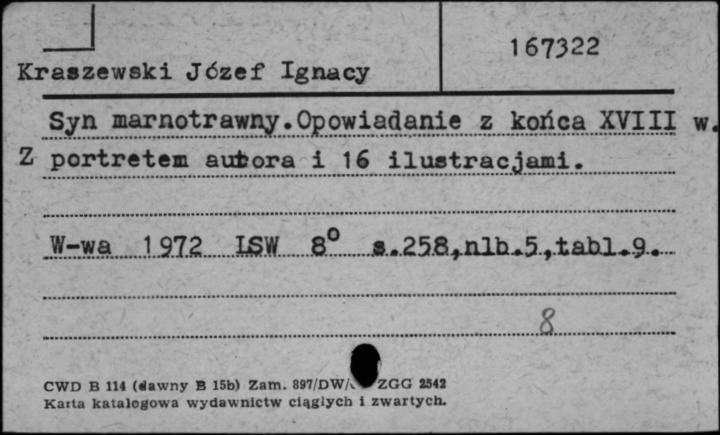 167322
Kraszewski Józef Ignacy
Syn marnotrawny.Opowiadanie z końca XVIII w.
Z portretem autora i 16 ilustracjami.
W-wa 1972 LSW 8° s.258,nlb.5,tabl.9.
8
CWD B 114 (dawny B 15b) Zam. 897/DW/ ZGG 2542
Karta katalogowa wydawnictw ciągłych i zwartych.